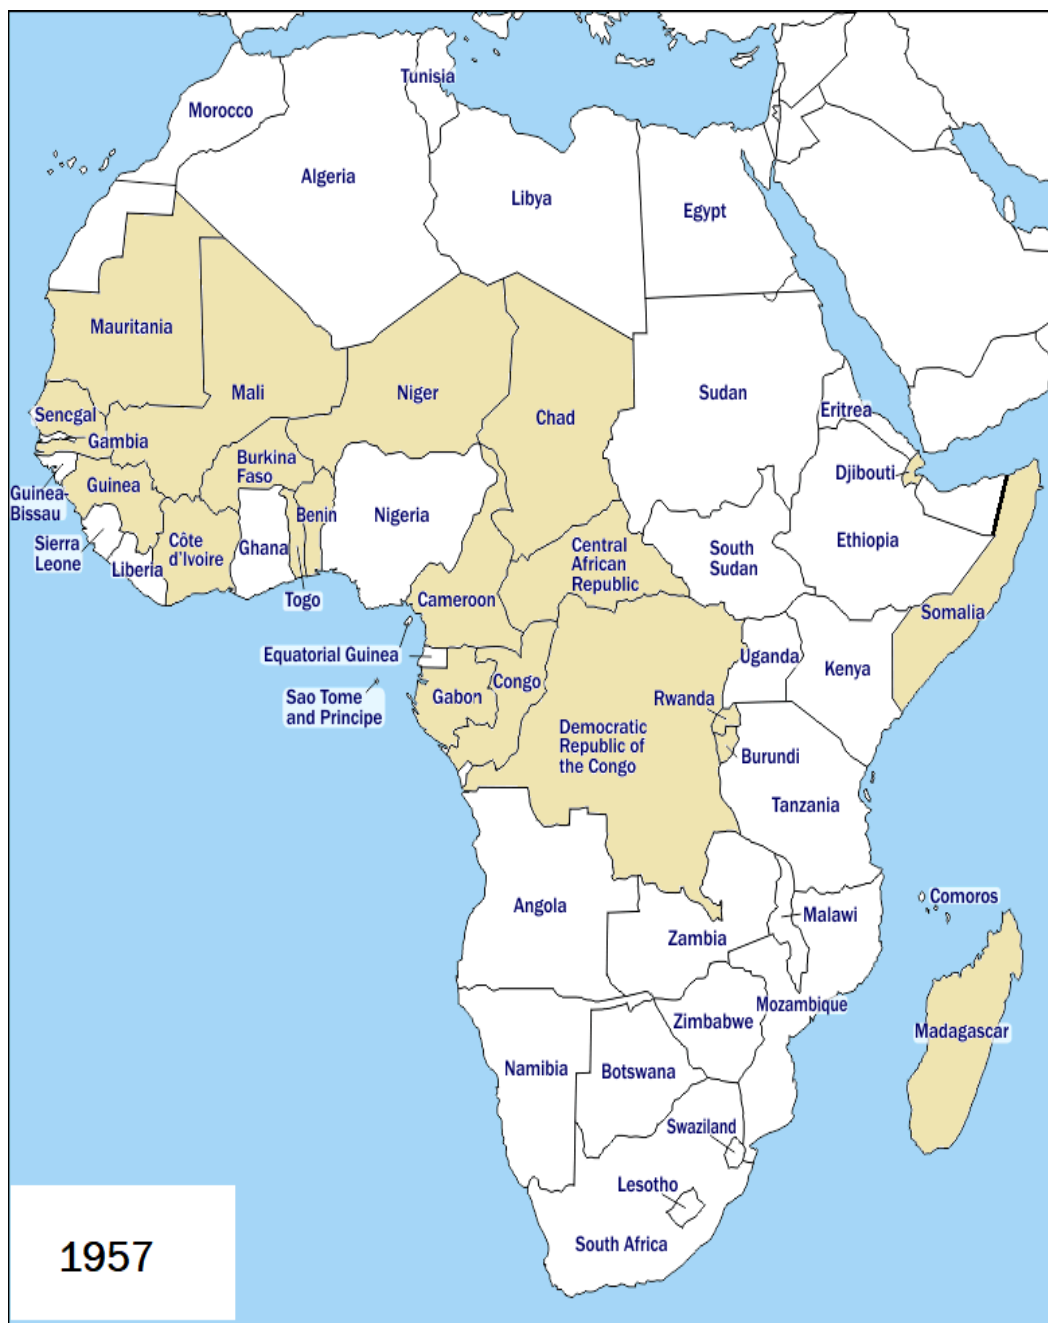 Tunisia
Morocco
Algeria
Libya
Egypt
Mauritania
Mali
Niger
Chad
Sudan
Eritrea
Senegal
Gambia
Burkina
Faso
Djibouti
Guinea-
Bissau
Guinea
Benin
Nigeria
Sierra
Leone
Côte
d'Ivoire
Ghana
Ethiopia
Liberia
Togo
Central
African
Republic
South
Sudan
Cameroon
Somalia
Equatorial Guinea
Uganda
Kenya
Sao Tome
and Principe
Gabon
Congo
Rwanda
Democratic
Republic of
the Congo
Burundi
Tanzania
Angola
Comoros
Malawi
Zambia
Mozambique
Zimbabwe
Madagascar
Namibia
Botswana
Swaziland
Lesotho
South Africa
1957